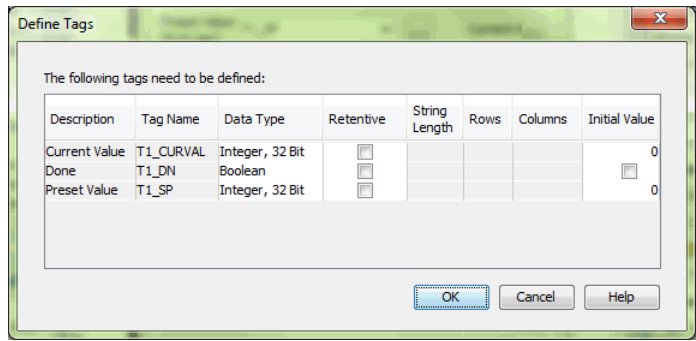 Define Tags
The following tags need to be defined:
Description Tag Name Data Type Retentive String Length Rows Columns Initial Value
Current Value T1_CURVAL Integer, 32 Bit 0
Done T1_DN Boolean
Preset Value T1_SP Integer, 32 Bit 0
OK Cancel Help